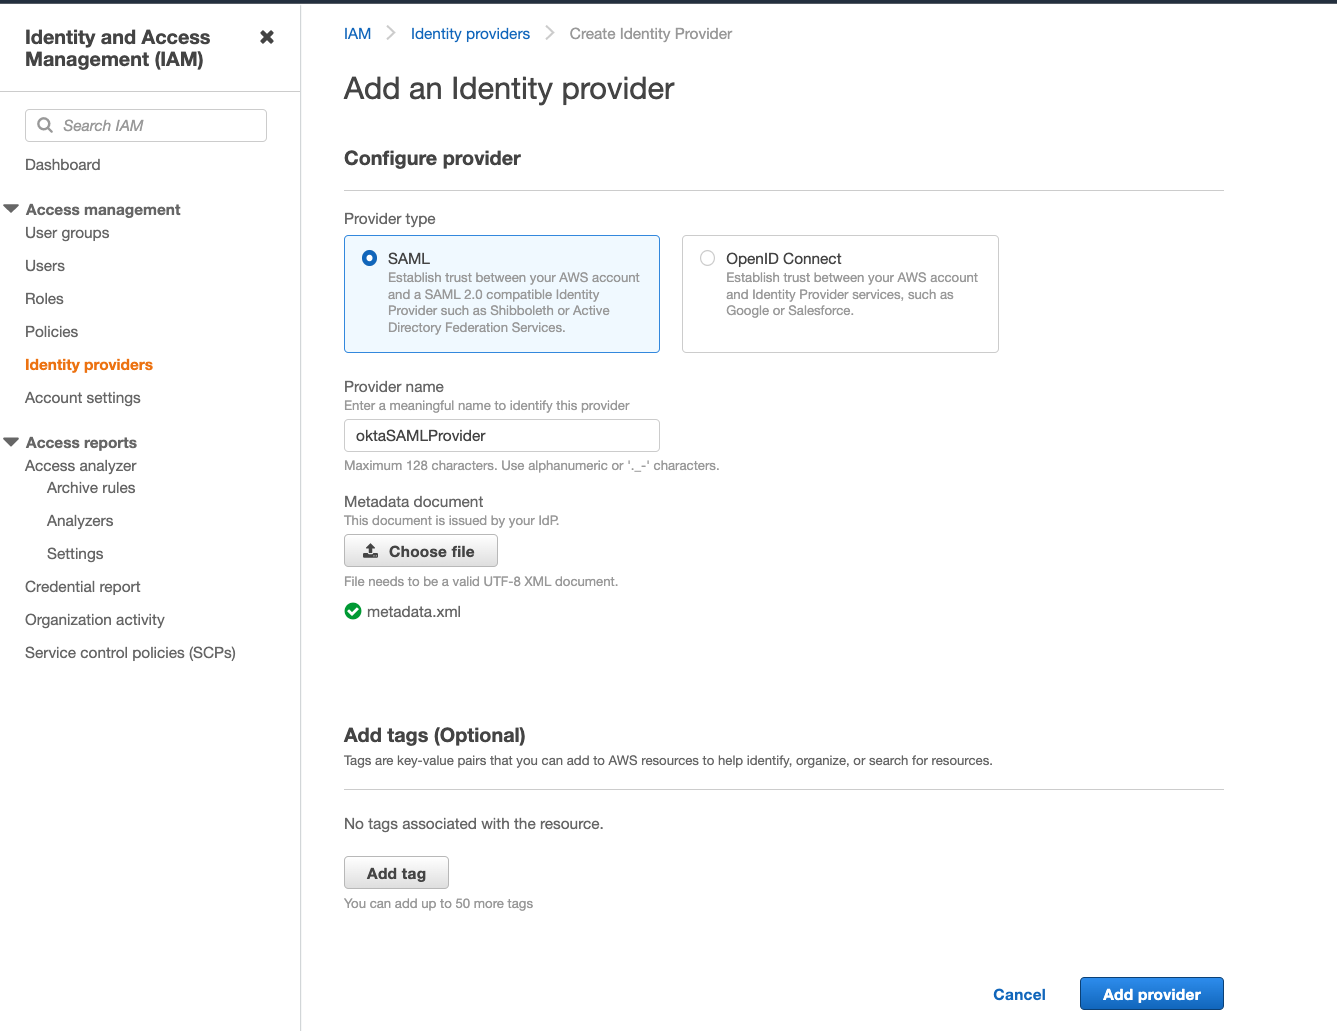 Identity and Access
Management (IAM)
Search IAM
Dashboard
Access management
User groups
Users
Roles
Policies
Identity providers
Account settings
Access reports
Access analyzer
Archive rules
Analyzers
Settings
Credential report
Organization activity
Service control policies (SCPs)
IAM > Identity providers > Create Identity Provider
Add an Identity provider
Configure provider
Provider type
SAML
Establish trust between your AWS account
and a SAML 2.0 compatible Identity
Provider such as Shibboleth or Active
Directory Federation Services.
OpenID Connect
Establish trust between your AWS account
and Identity Provider services, such as
Google or Salesforce.
Provider name
Enter a meaningful name to identify this provider
oktaSAMLProvider
Maximum 128 characters. Use alphanumeric or '._-' characters.
Metadata document
This document is issued by your IdP.
Choose file
File needs to be a valid UTF-8 XML document.
metadata.xml
Add tags (Optional)
Tags are key-value pairs that you can add to AWS resources to help identify, organize, or search for resources.
No tags associated with the resource.
Add tag
You can add up to 50 more tags
Cancel
Add provider